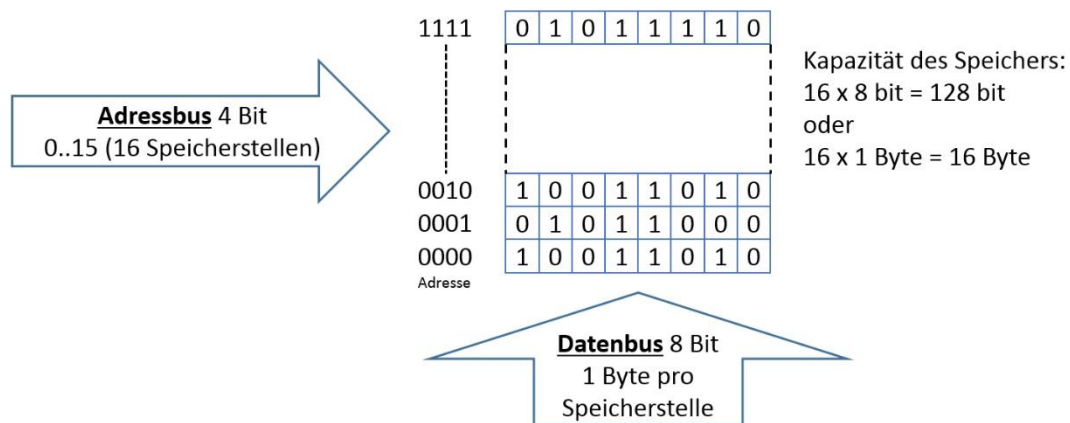 1111 0 1 0 1 1 1 1 0
Kapazität des Speichers:
16 x 8 bit = 128 bit
oder
16 x 1 Byte = 16 Byte
Adressbus 4 Bit
0..15 (16 Speicherstellen)
0010 1 0 0 1 1 0 1 0
0001 0 1 0 1 1 0 0 0
0000 1 0 0 1 1 0 1 0
Adresse
Datenbus 8 Bit
1 Byte pro
Speicherstelle